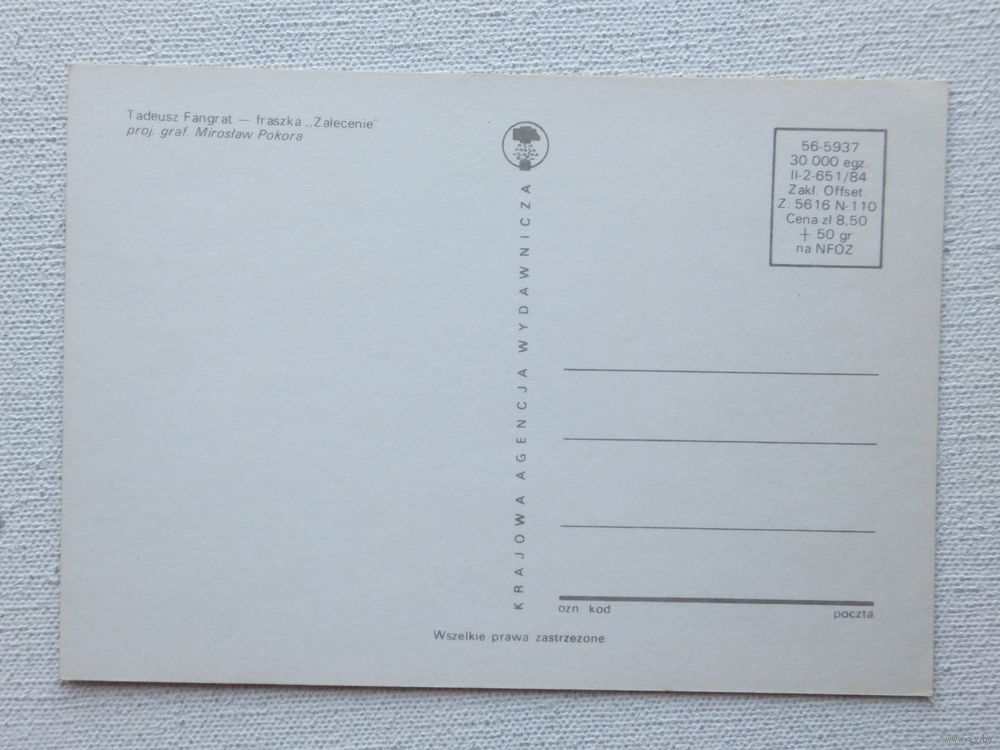 Tadeusz Fangrat — fraszka „Zalecenie"
proj. graf. Mirosław Pokora
KRAJOWA AGENCJA WYDAWNICZA
56-5937
30 000 egz.
II-2-651/84
Zakł. Offset
Z. 5616 N-110
Cena zł 8,50
+ 50 gr
na NFOZ
ozn kod
poczta
Wszelkie prawa zastrzezone